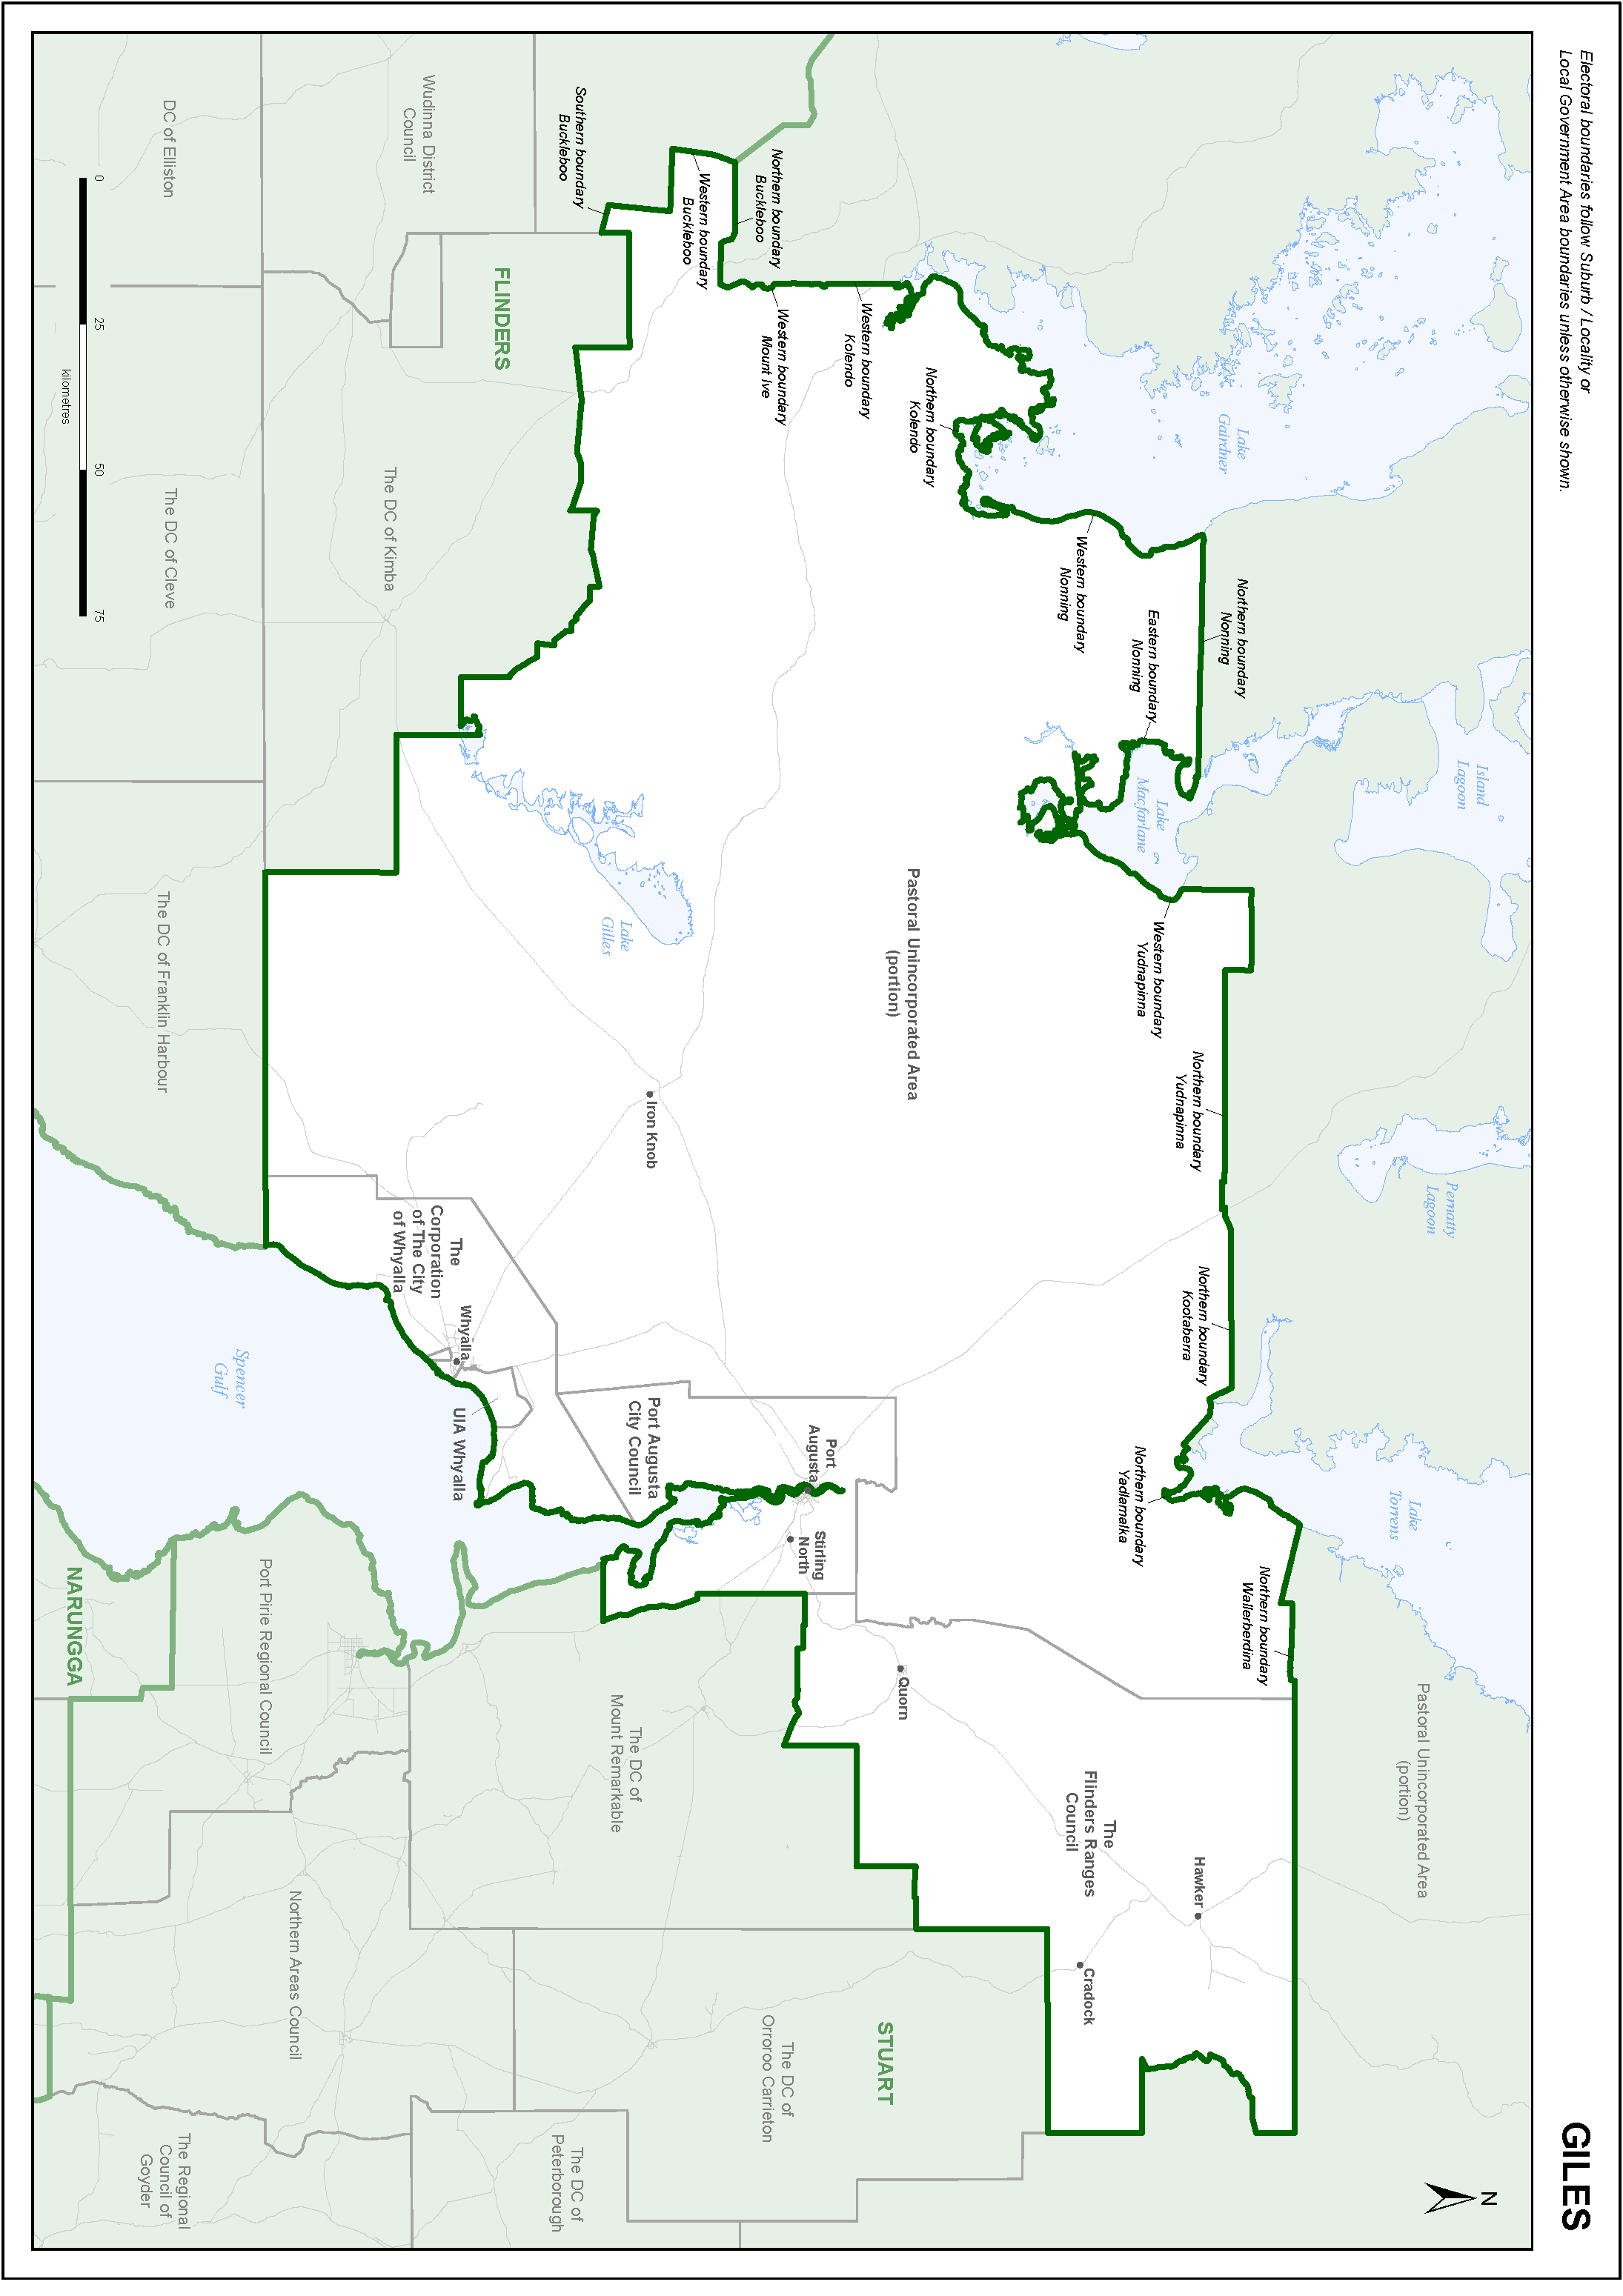 GILES
Electoral boundaries follow Suburb / Locality or
Local Government Area boundaries unless otherwise shown.
N
Island
Lagoon
Pernatty
Lagoon
Lake
Torrens
Pastoral Unincorporated Area
(portion)
Lake
Gairdner
Northern boundary
Nonning
Eastern boundary
Nonning
Western boundary
Nonning
Lake
Macfarlane
Western boundary
Yudnapinna
Northern boundary
Yudnapinna
Northern boundary
Kootaberra
Northern boundary
Yadlamalka
Northern boundary
Wallerberdina
Hawker
The
Flinders Ranges
Council
Cradock
Northern boundary
Kolendo
Western boundary
Kolendo
Western boundary
Mount Ive
Northern boundary
Buckleboo
Western boundary
Buckleboo
Southern boundary
Buckleboo
Pastoral Unincorporated Area
(portion)
Quorn
STUART
Port
Augusta
Stirling
North
The DC of
Orroroo Carrieton
Iron Knob
Port Augusta
City Council
Lake
Gilles
The DC of
Mount Remarkable
The DC of
Peterborough
FLINDERS
Whyalla
UIA Whyalla
The
Corporation
of The City
of Whyalla
Wudinna District
Council
The DC of Kimba
Northern Areas Council
Port Pirie Regional Council
Spencer
Gulf
DC of Elliston
The DC of Cleve
The DC of Franklin Harbour
The Regional
Council of
Goyder
NARUNGGA
0
25
50
75
kilometres